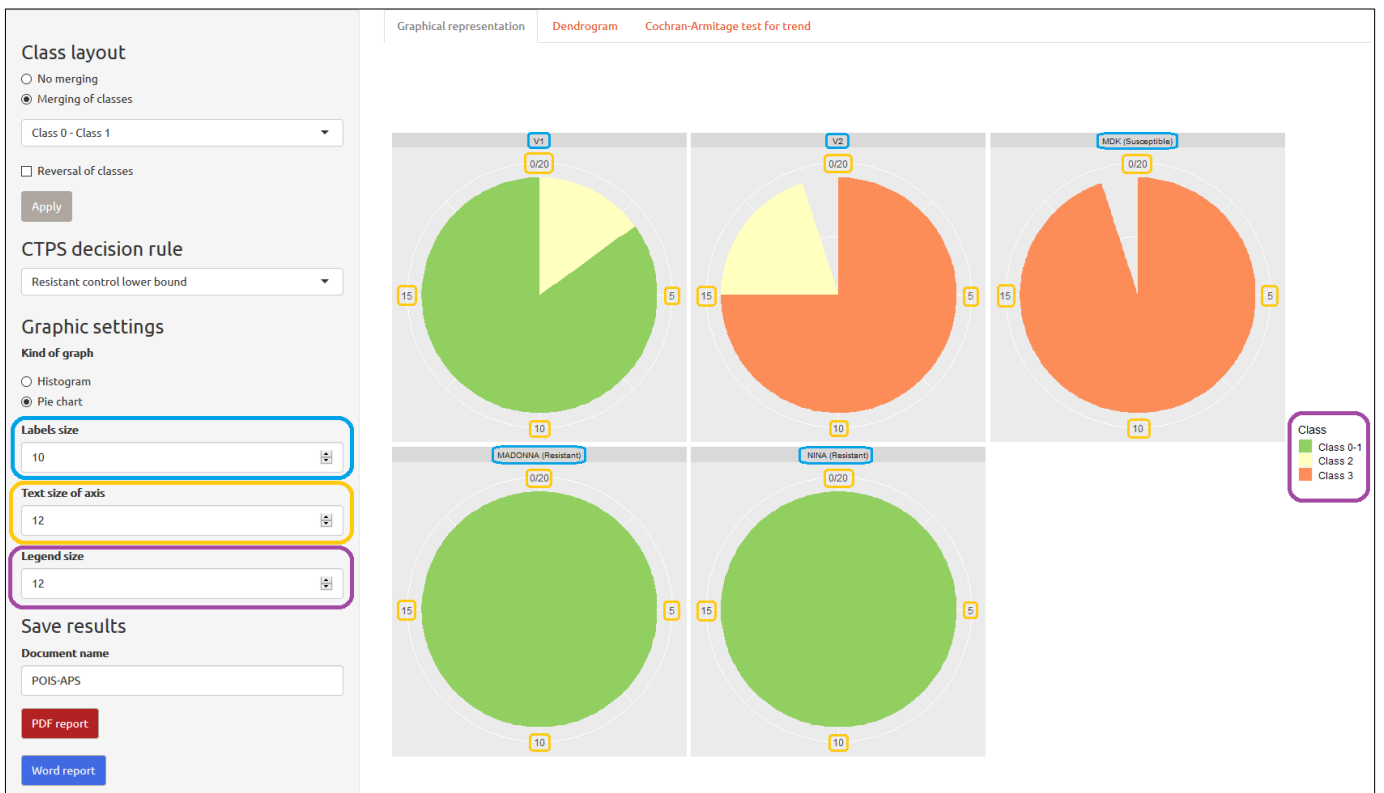 Class layout
No merging
Merging of classes
Class 0 - Class 1
Reversal of classes
Apply
CTPS decision rule
Resistant control lower bound
Graphic settings
Kind of graph
Histogram
Pie chart
Labels size
10
Text size of axis
12
Legend size
12
Save results
Document name
POIS-APS
PDF report
Word report
Graphical representation Dendrogram Cochran-Armitage test for trend
V1 V2 MDK (Susceptible)
0/20 0/20 0/20
15 5 15 5 15 5
10 10 10
MADONNA (Resistant) NINA (Resistant)
0/20 0/20
15 5 15 5
10 10
Class
Class 0-1
Class 2
Class 3